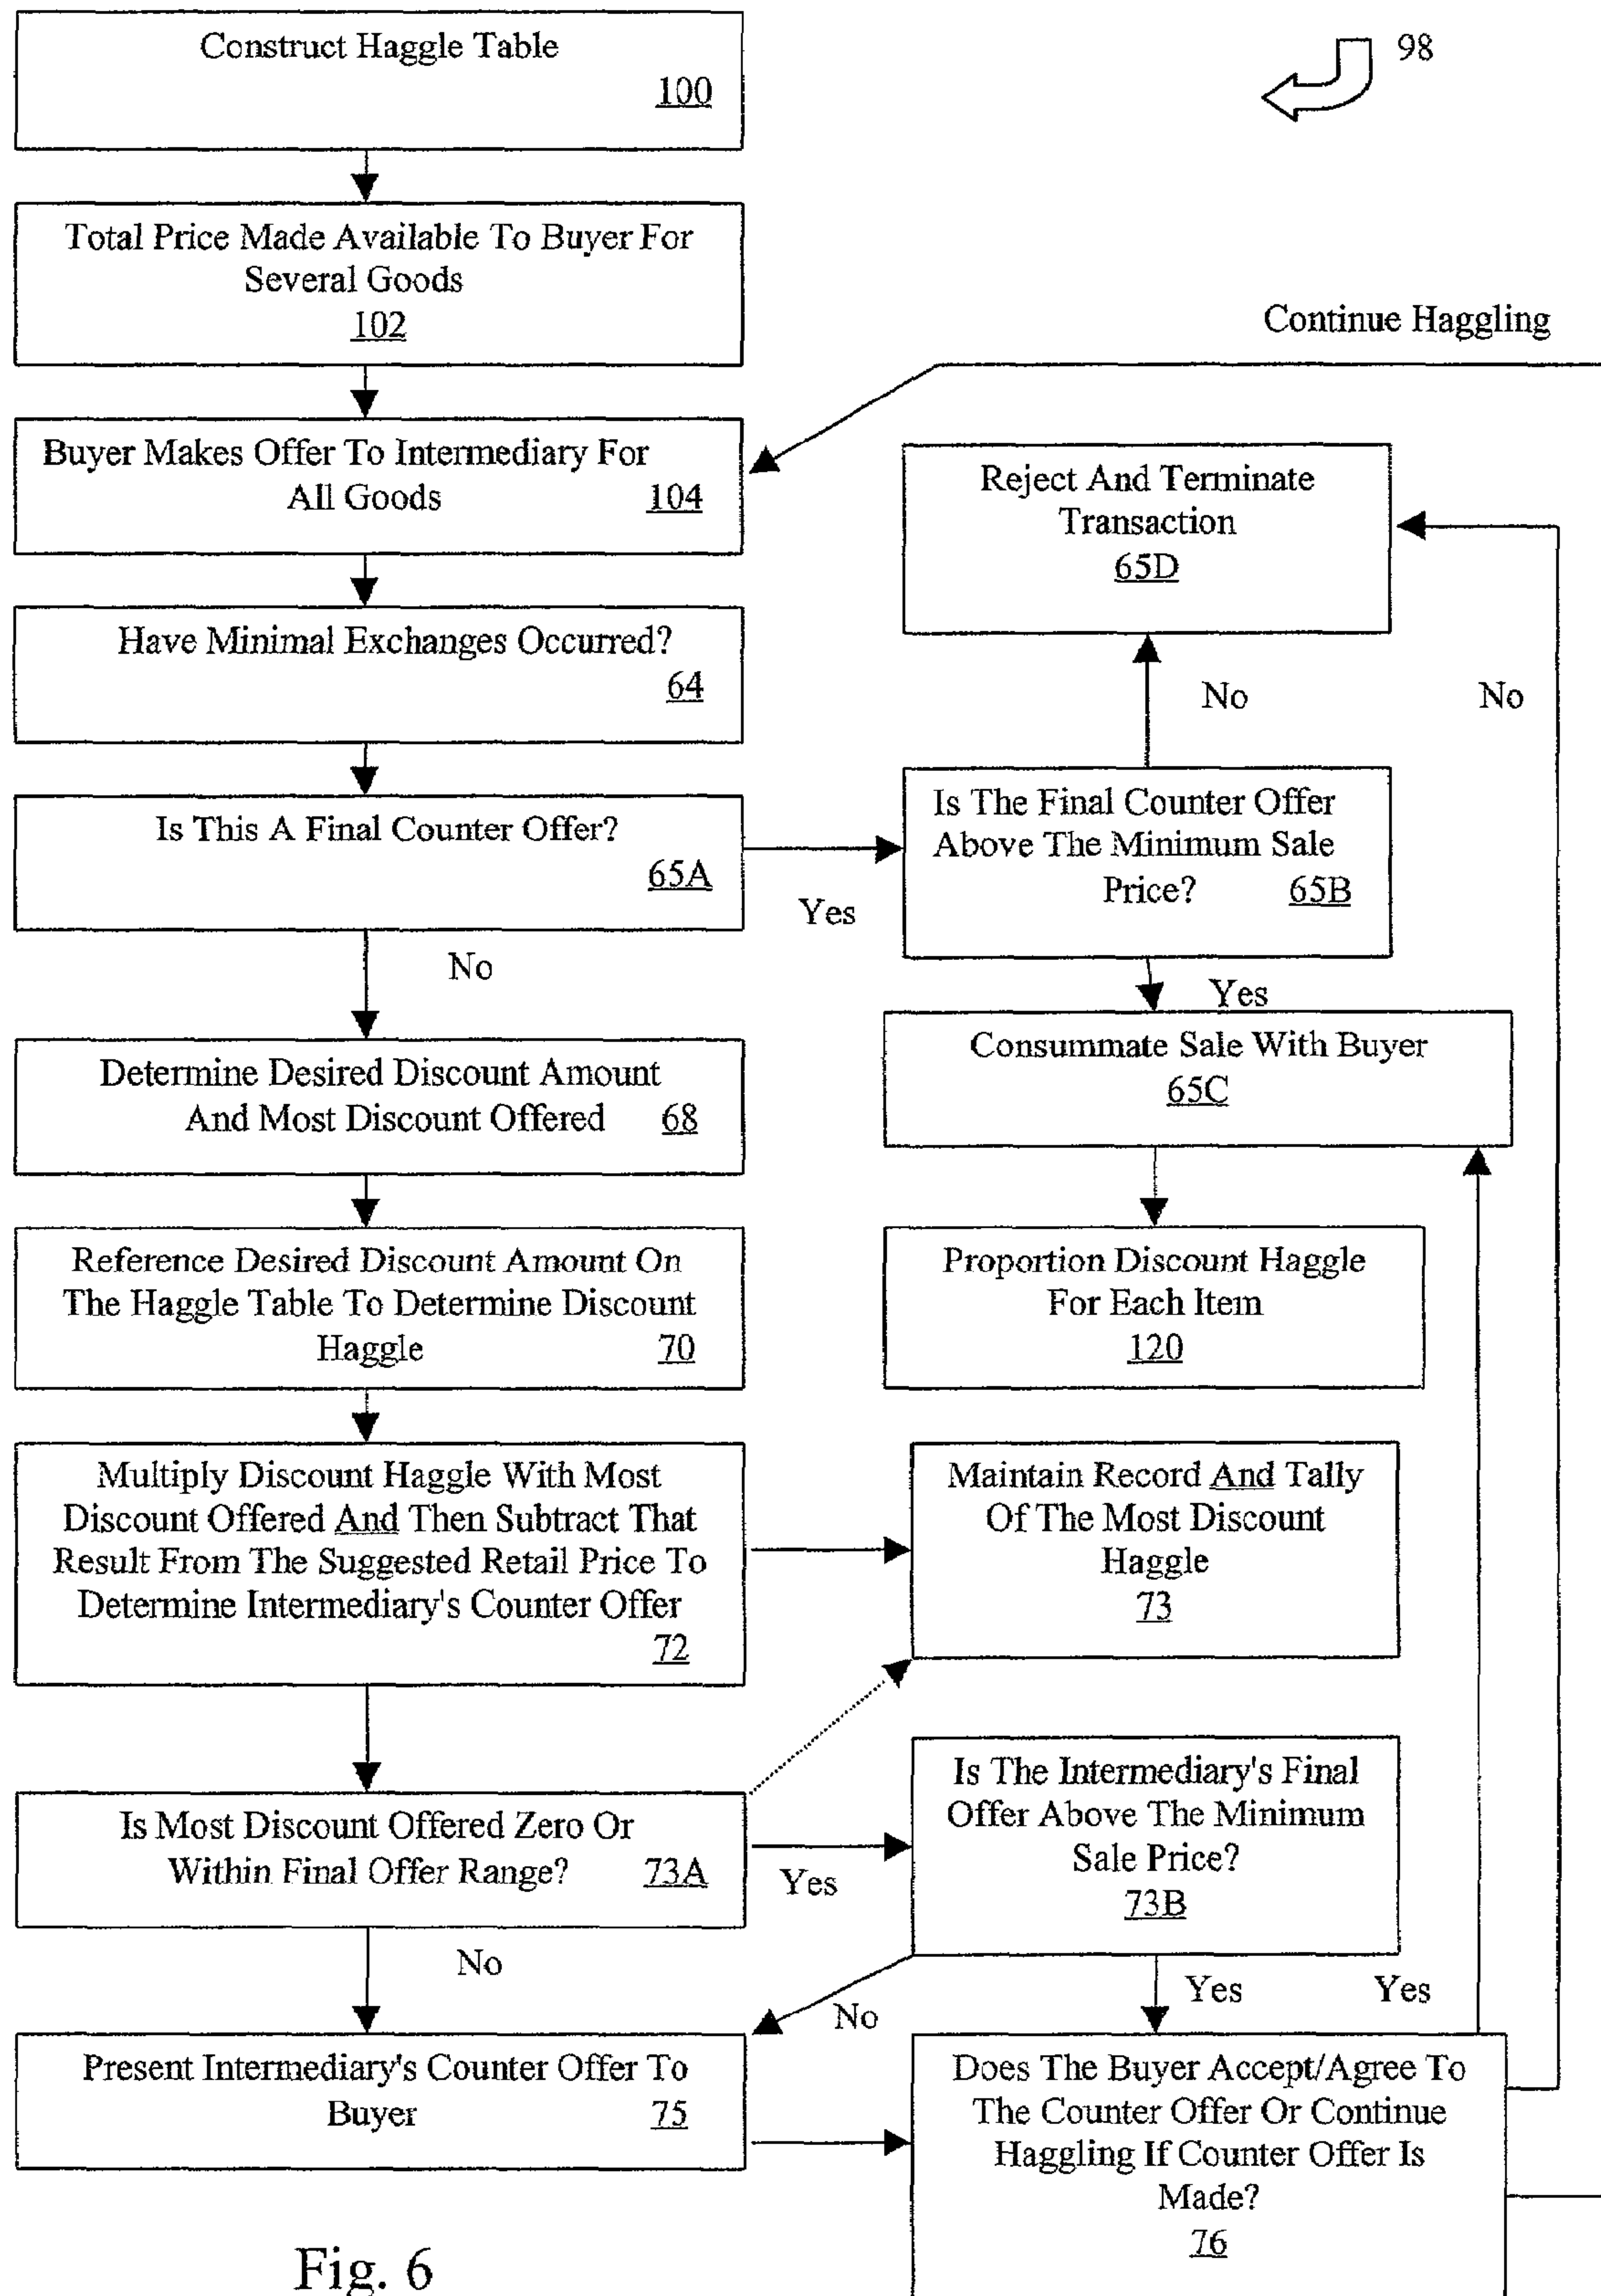 Construct Haggle Table
100
98
Total Price Made Available To Buyer For
Several Goods
102
Continue Haggling
Buyer Makes Offer To Intermediary For
All Goods 104
Reject And Terminate
Transaction
65D
Have Minimal Exchanges Occurred?
64
No
No
Is This A Final Counter Offer?
65A
Yes
Is The Final Counter Offer
Above The Minimum Sale
Price? 65B
No
Yes
Determine Desired Discount Amount
And Most Discount Offered 68
Consummate Sale With Buyer
65C
Reference Desired Discount Amount On
The Haggle Table To Determine Discount
Haggle 70
Proportion Discount Haggle
For Each Item
120
Multiply Discount Haggle With Most
Discount Offered And Then Subtract That
Result From The Suggested Retail Price To
Determine Intermediary's Counter Offer
72
Maintain Record And Tally
Of The Most Discount
Haggle
73
Is Most Discount Offered Zero Or
Within Final Offer Range? 73A
Yes
Is The Intermediary's Final
Offer Above The Minimum
Sale Price?
73B
No
No
Yes
Yes
Present Intermediary's Counter Offer To
Buyer 75
Does The Buyer Accept/Agree To
The Counter Offer Or Continue
Haggling If Counter Offer Is
Made?
76
Fig. 6